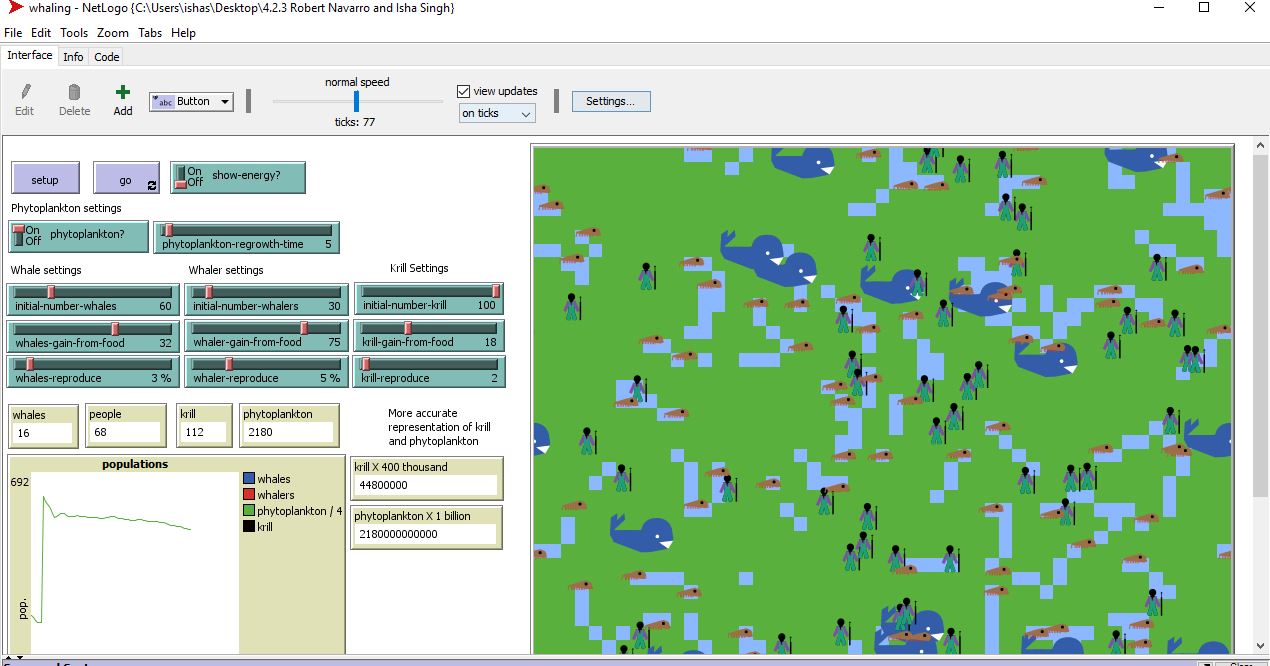 whaling - NetLogo {C:\Users\ishas\Desktop\4.2.3 Robert Navarro and Isha Singh}
File Edit Tools Zoom Tabs Help
Interface Info Code
Edit Delete Add abc Button
normal speed
ticks: 77
view updates
on ticks
Settings...
setup
go
On
Off
show-energy?
Phytoplankton settings
On
Off
phytoplankton?
phytoplankton-regrowth-time 5
Whale settings
Whaler settings
Krill Settings
initial-number-whales 60
initial-number-whalers 30
initial-number-krill 100
whales-gain-from-food 32
whaler-gain-from-food 75
krill-gain-from-food 18
whales-reproduce 3 %
whaler-reproduce 5 %
krill-reproduce 2
whales
16
people
68
krill
112
phytoplankton
2180
More accurate
representation of krill
and phytoplankton
populations
692
pop.
whales
whalers
phytoplankton / 4
krill
krill X 400 thousand
44800000
phytoplankton X 1 billion
2180000000000